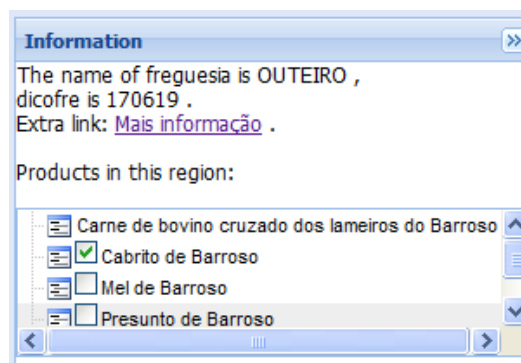 Information
The name of freguesia is OUTEIRO ,
dicofre is 170619 .
Extra link: Mais informação .
Products in this region:
Carne de bovino cruzado dos lameiros do Barroso
Cabrito de Barroso
Mel de Barroso
Presunto de Barroso